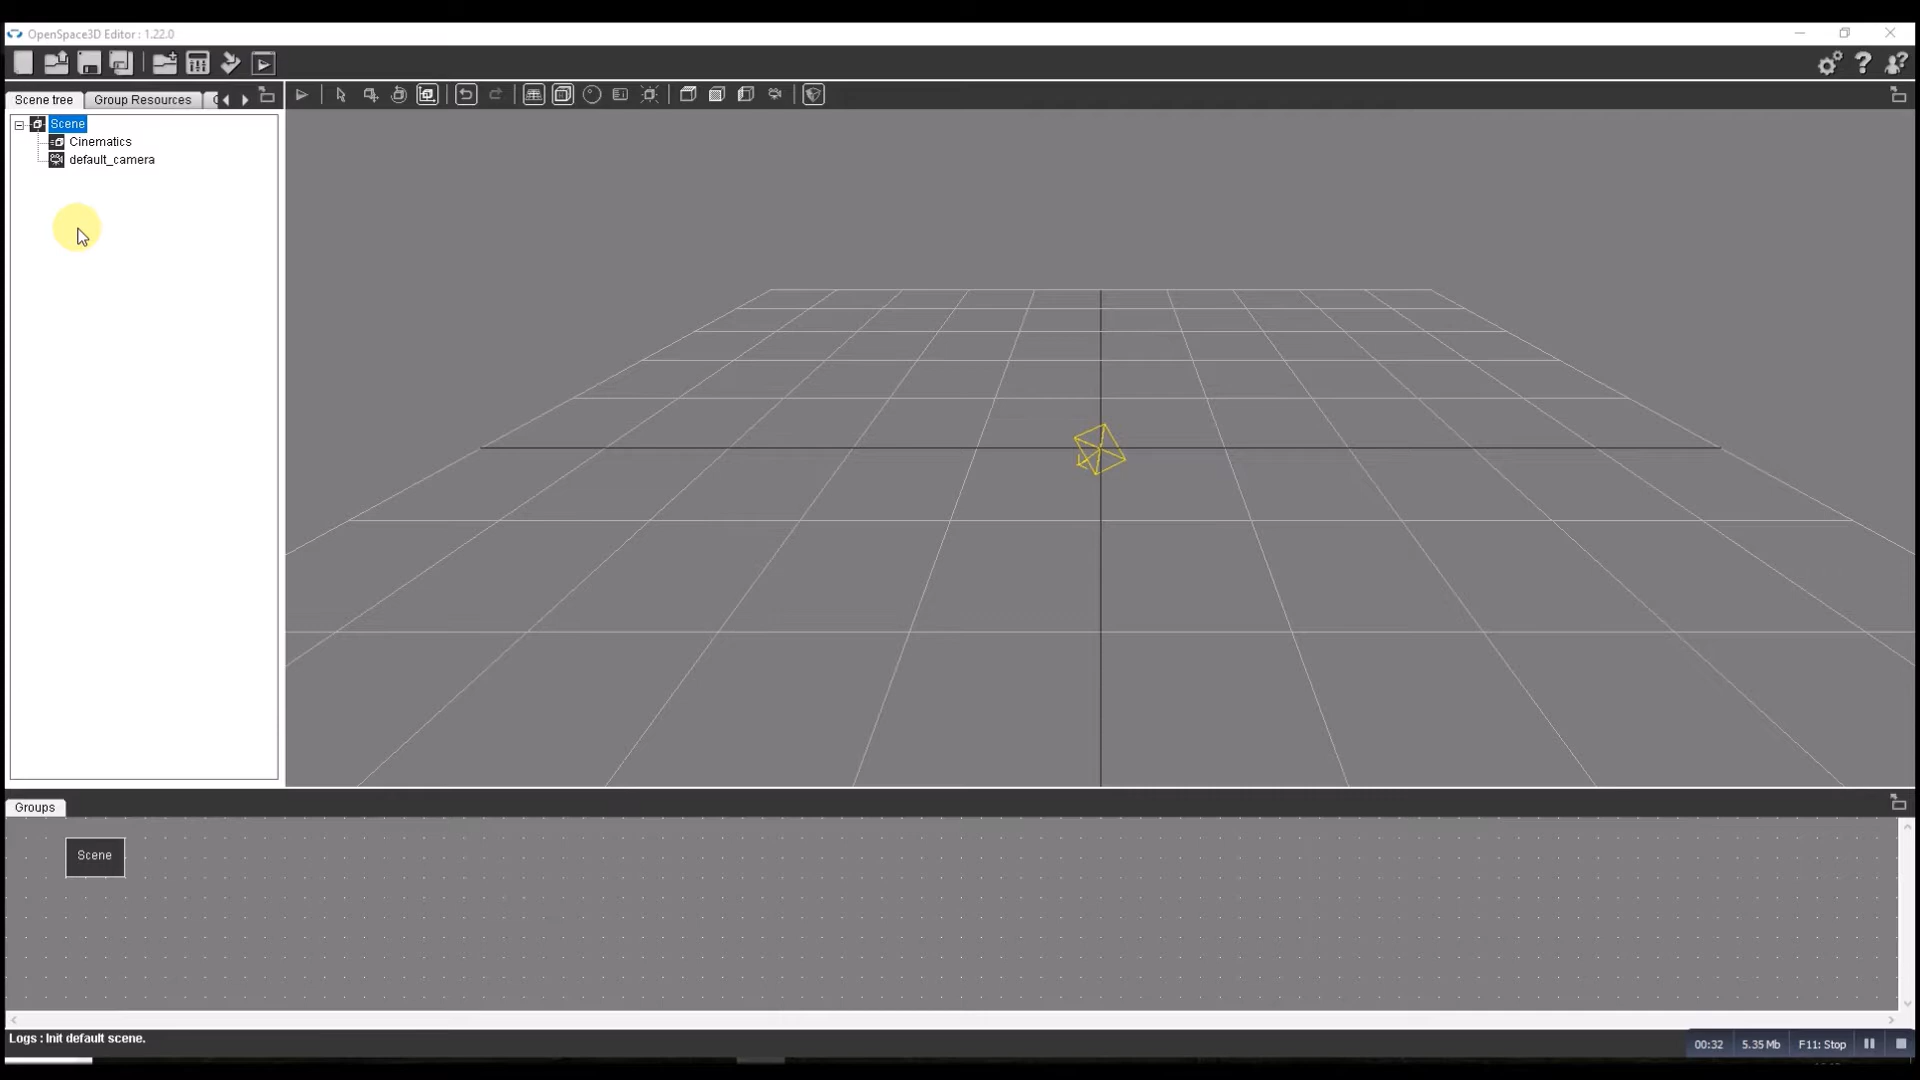 OpenSpace3D Editor : 1.22.0
Scene tree
Group Resources
Scene
Cinematics
default_camera
Groups
Scene
Logs : Init default scene.
00:32
5.35 Mb
F11: Stop